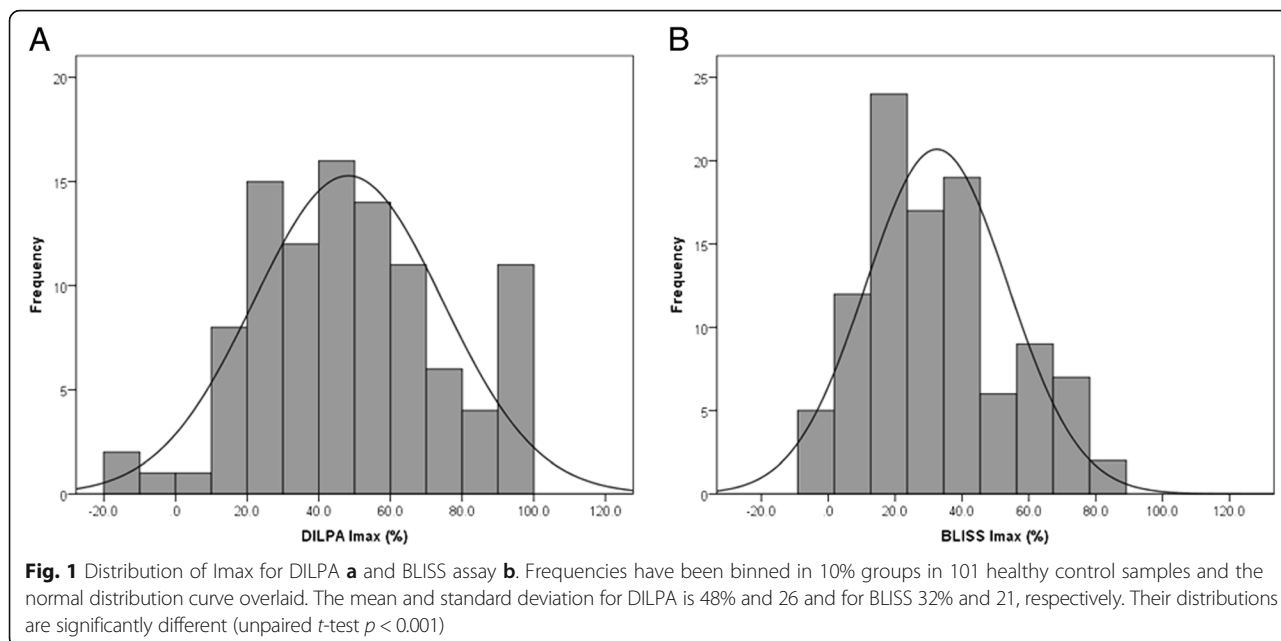 A
20
15
10
5
0
Frequency
-20.0 .0 20.0 40.0 60.0 80.0 100.0 120.0
DILPA Imax (%)
B
25
20
15
10
5
0
Frequency
-20.0 .0 20.0 40.0 60.0 80.0 100.0 120.0
BLISS Imax (%)
Fig. 1 Distribution of Imax for DILPA a and BLISS assay b. Frequencies have been binned in 10% groups in 101 healthy control samples and the
normal distribution curve overlaid. The mean and standard deviation for DILPA is 48% and 26 and for BLISS 32% and 21, respectively. Their distributions
are significantly different (unpaired t-test p < 0.001)